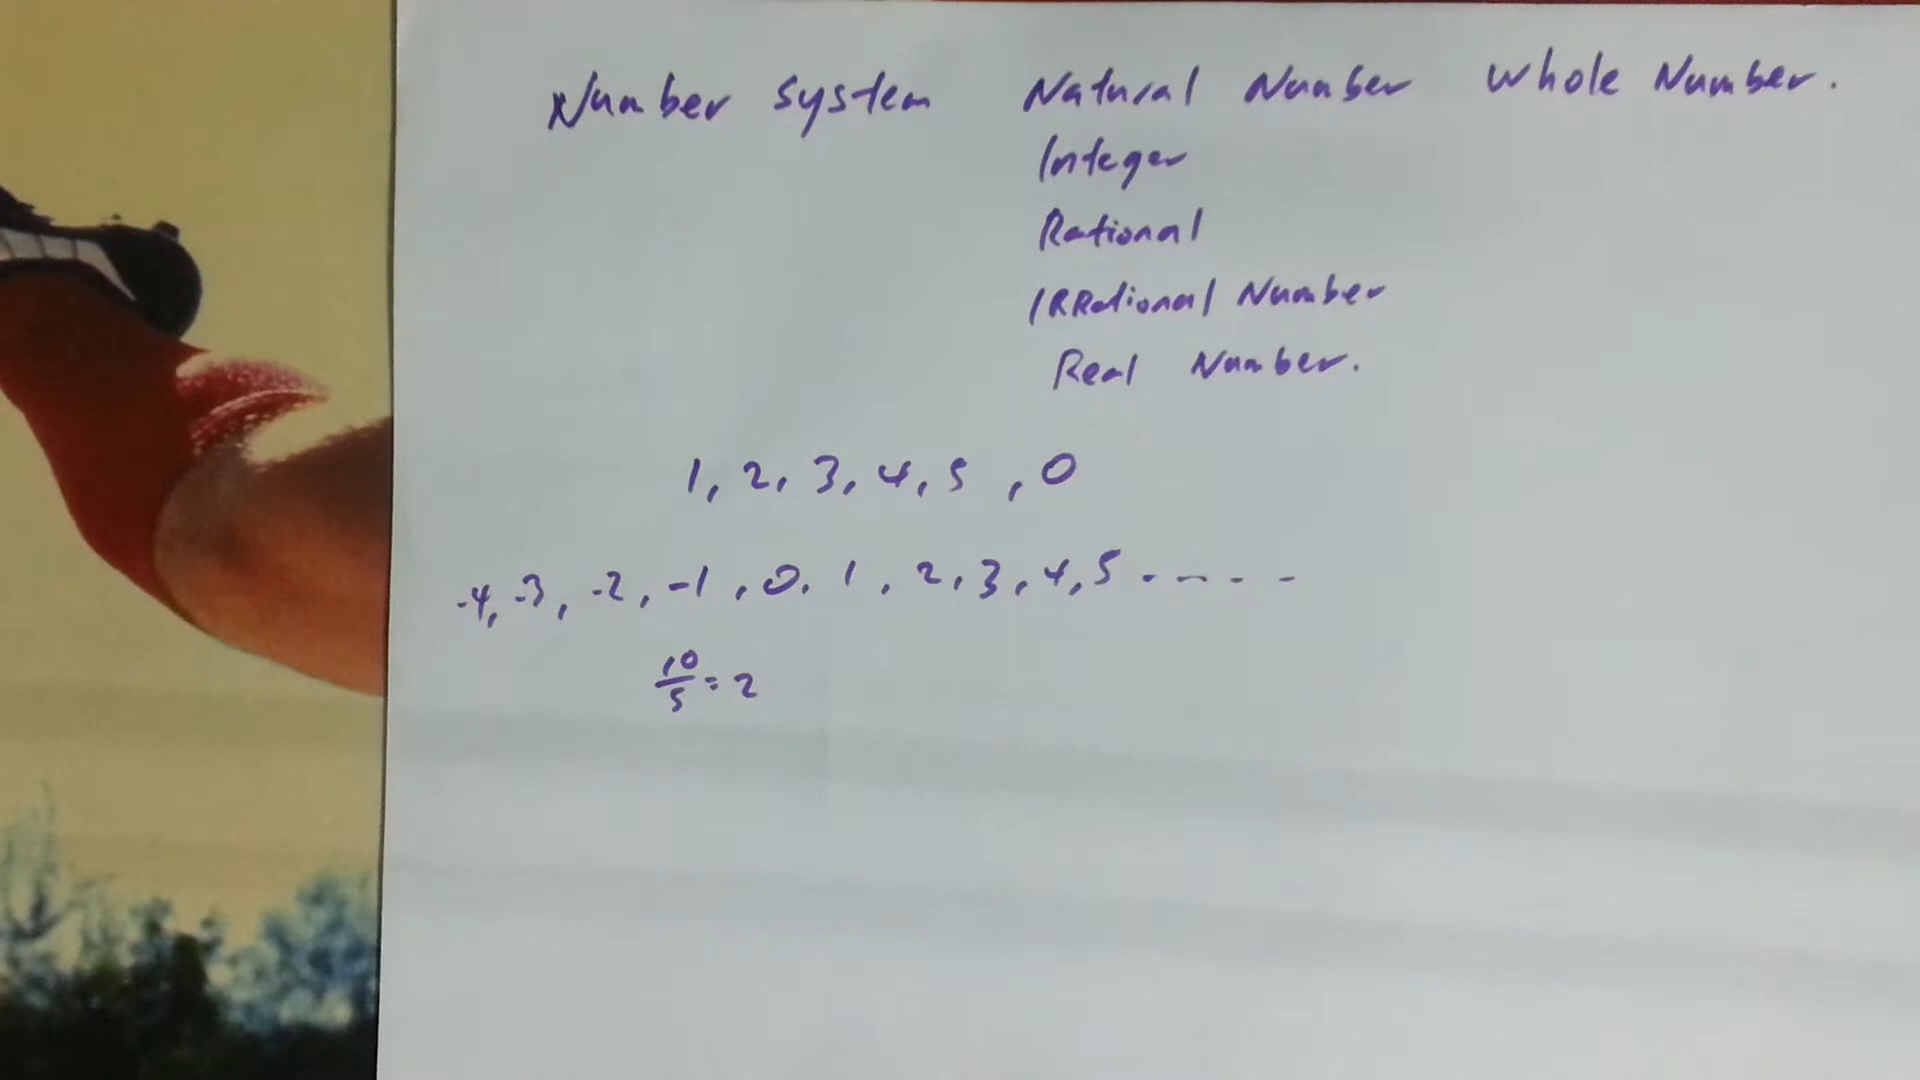 Number system Natural Number Whole Number.
Integer
Rational
IRRational Number
Real Number.
1, 2, 3, 4, 5 , 0
-4, -3, -2, -1, 0, 1, 2, 3, 4, 5 - - - -
10/5 = 2